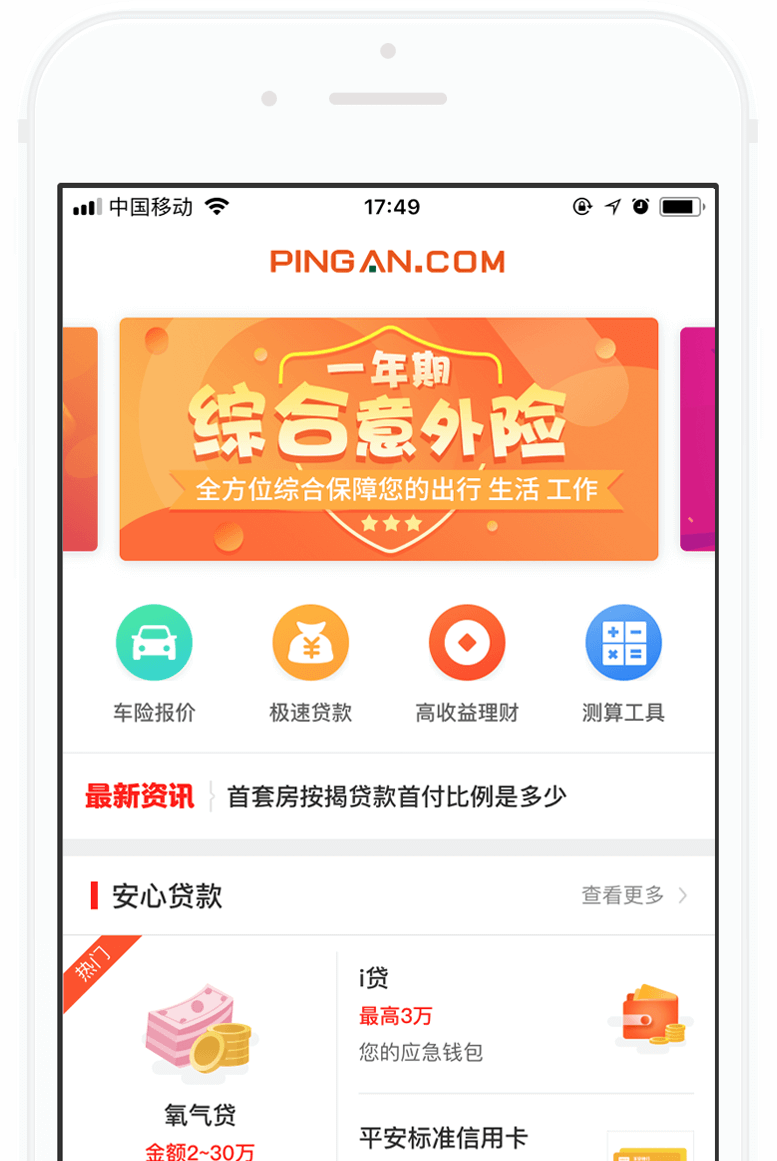 中国移动
17:49
PINGAN.COM
一年期
综合意外险
全方位综合保障您的出行 生活 工作
车险报价
极速贷款
高收益理财
测算工具
最新资讯
首套房按揭贷款首付比例是多少
安心贷款
查看更多
热门
氧气贷
金额2~30万
i贷
最高3万
您的应急钱包
平安标准信用卡